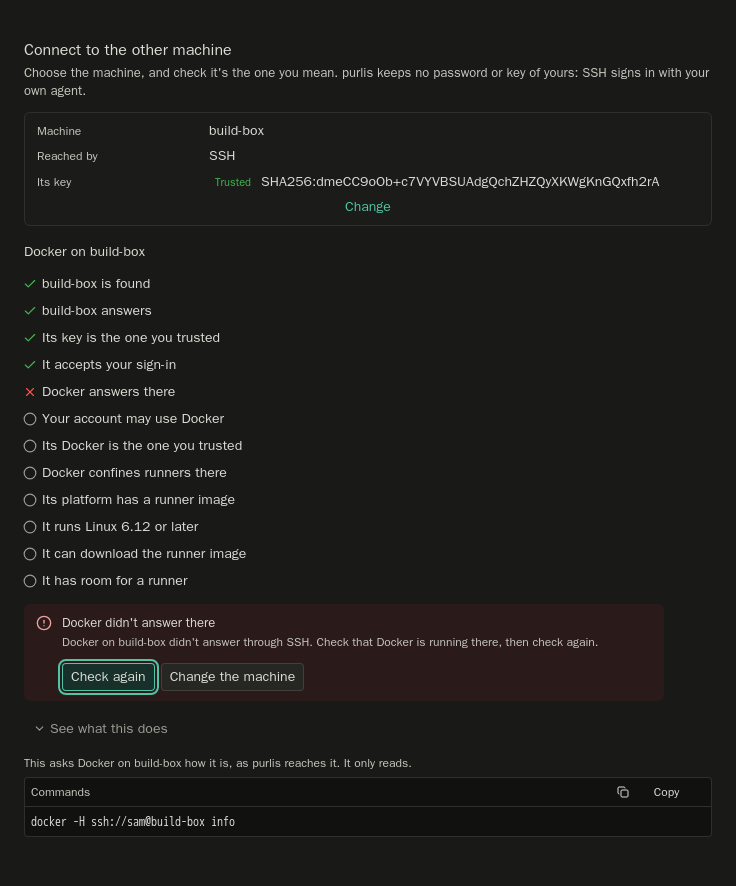 Connect to the other machine
Choose the machine, and check it's the one you mean. purlis keeps no password or key of yours: SSH signs in with your
own agent.
Machine build-box
Reached by SSH
Its key Trusted SHA256:dmeCC9oOb+c7VYVBSUAdgQchZHZQyXKWgKnGQxfh2rA
Change
Docker on build-box
build-box is found
build-box answers
Its key is the one you trusted
It accepts your sign-in
Docker answers there
Your account may use Docker
Its Docker is the one you trusted
Docker confines runners there
Its platform has a runner image
It runs Linux 6.12 or later
It can download the runner image
It has room for a runner
Docker didn't answer there
Docker on build-box didn't answer through SSH. Check that Docker is running there, then check again.
Check again Change the machine
See what this does
This asks Docker on build-box how it is, as purlis reaches it. It only reads.
Commands Copy
docker -H ssh://sam@build-box info